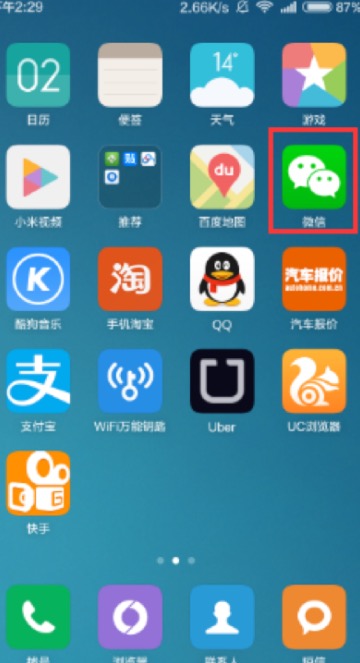 午2:29 2.66K/s 87%
02 14°
日历 便签 天气 游戏
贴
du
小米视频 推荐 百度地图 微信
K 淘 汽车报价
autohome.com.cn
酷狗音乐 手机淘宝 QQ 汽车报价
支
支付宝 WiFi万能钥匙 Uber UC浏览器
快手
拨号 浏览器 联系人 短信